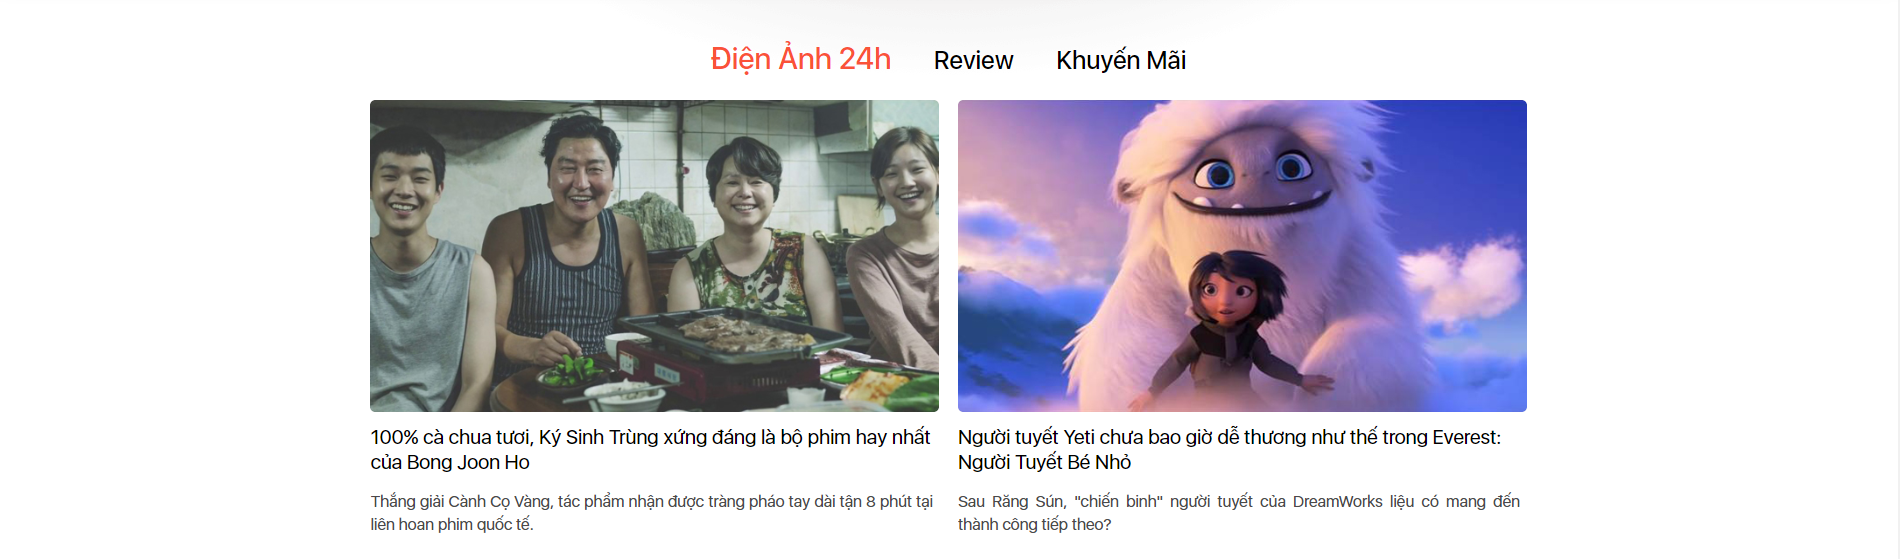 Điện Ảnh 24h Review Khuyến Mãi
100% cà chua tươi, Ký Sinh Trùng xứng đáng là bộ phim hay nhất
của Bong Joon Ho
Thắng giải Cành Cọ Vàng, tác phẩm nhận được tràng pháo tay dài tận 8 phút tại
liên hoan phim quốc tế.
Người tuyết Yeti chưa bao giờ dễ thương như thế trong Everest:
Người Tuyết Bé Nhỏ
Sau Răng Sún, "chiến binh" người tuyết của DreamWorks liệu có mang đến
thành công tiếp theo?